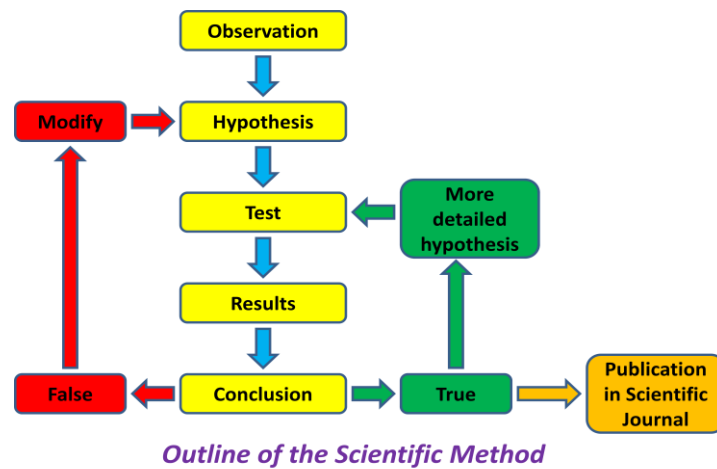 Observation
Modify
Hypothesis
Test
More
detailed
hypothesis
Results
False
Conclusion
True
Publication
in Scientific
Journal
Outline of the Scientific Method